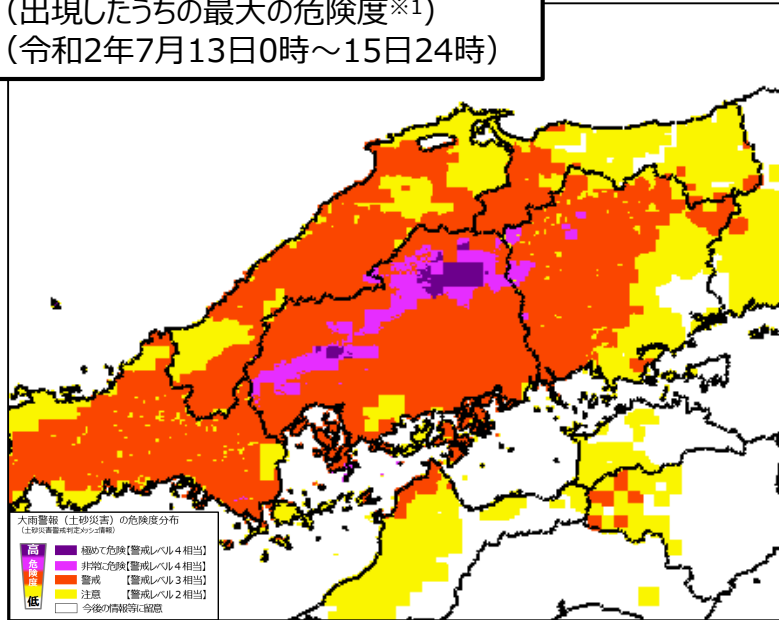 （出現したうちの最大の危険度※1）
（令和2年7月13日0時～15日24時）
大雨警報（土砂災害）の危険度分布
（土砂災害警戒判定メッシュ情報）
高
危険度
低
極めて危険【警戒レベル4相当】
非常に危険【警戒レベル4相当】
警戒　【警戒レベル3相当】
注意　【警戒レベル2相当】
今後の情報等に留意